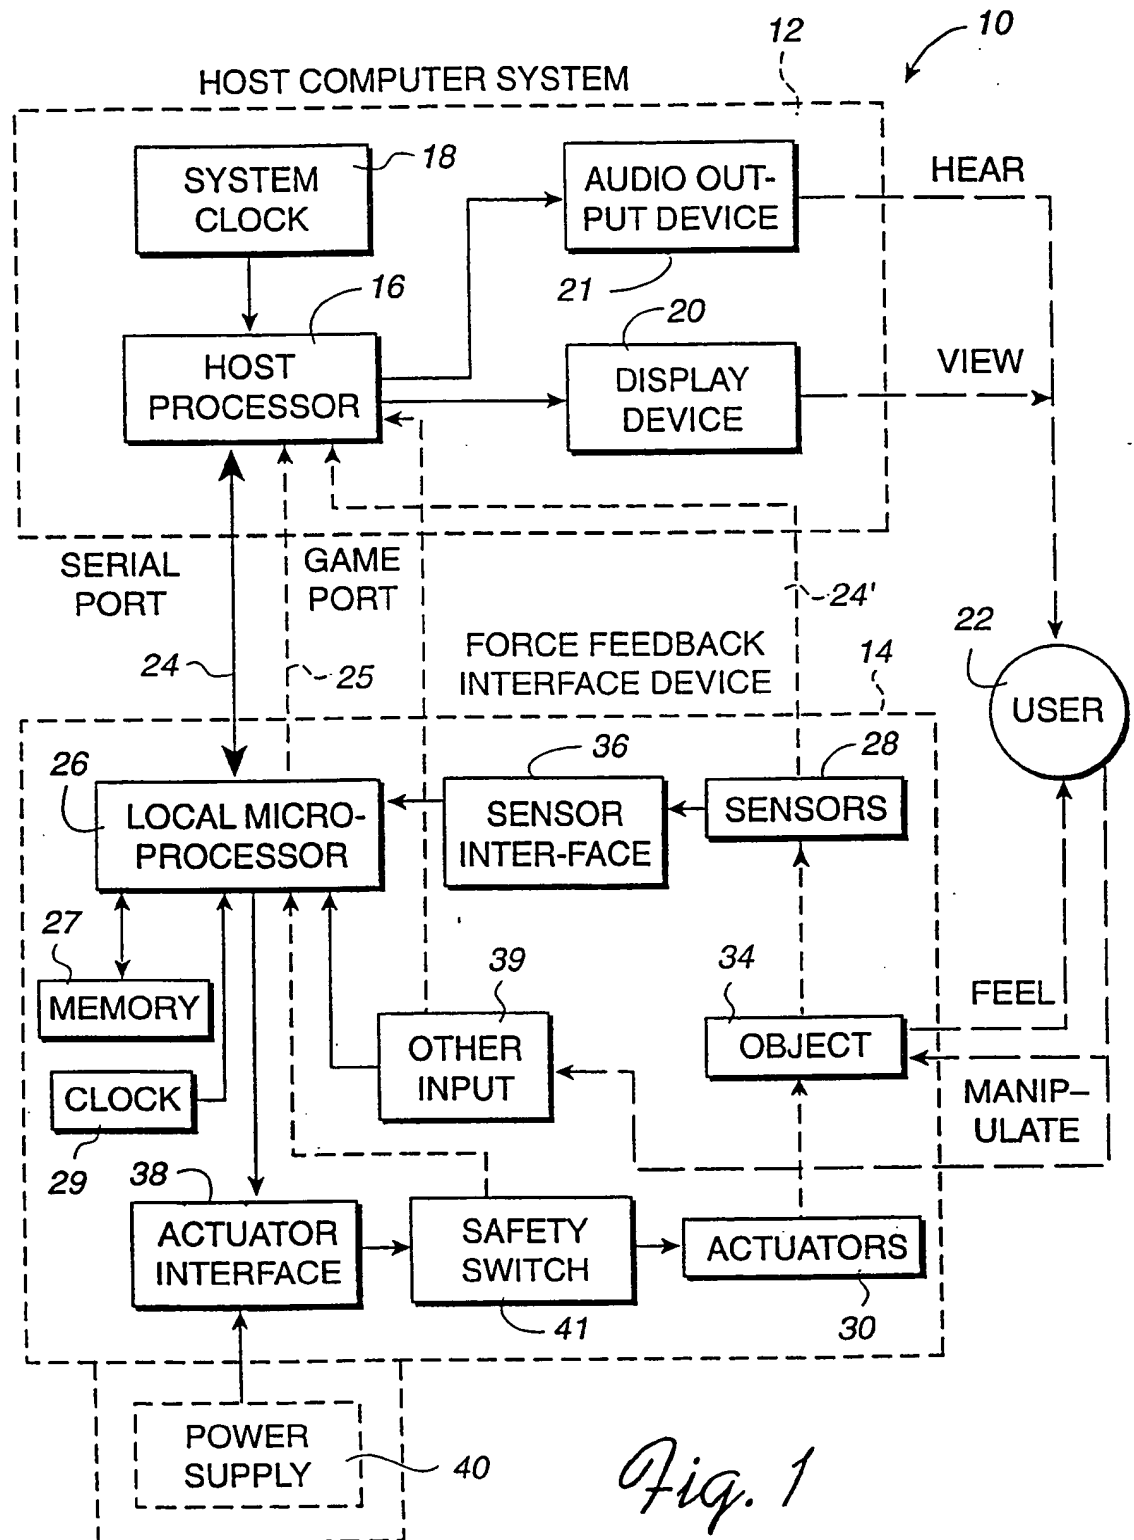 10
12
HOST COMPUTER SYSTEM
18
SYSTEM
CLOCK
AUDIO OUT-
PUT DEVICE
HEAR
21
16
20
HOST
PROCESSOR
DISPLAY
DEVICE
VIEW
SERIAL
PORT
GAME
PORT
24'
24
25
FORCE FEEDBACK
INTERFACE DEVICE
14
22
USER
26
36
28
LOCAL MICRO-
PROCESSOR
SENSOR
INTER-FACE
SENSORS
27
MEMORY
39
34
FEEL
OTHER
INPUT
OBJECT
CLOCK
29
MANIP-
ULATE
38
ACTUATOR
INTERFACE
SAFETY
SWITCH
ACTUATORS
41
30
POWER
SUPPLY
40
Fig. 1